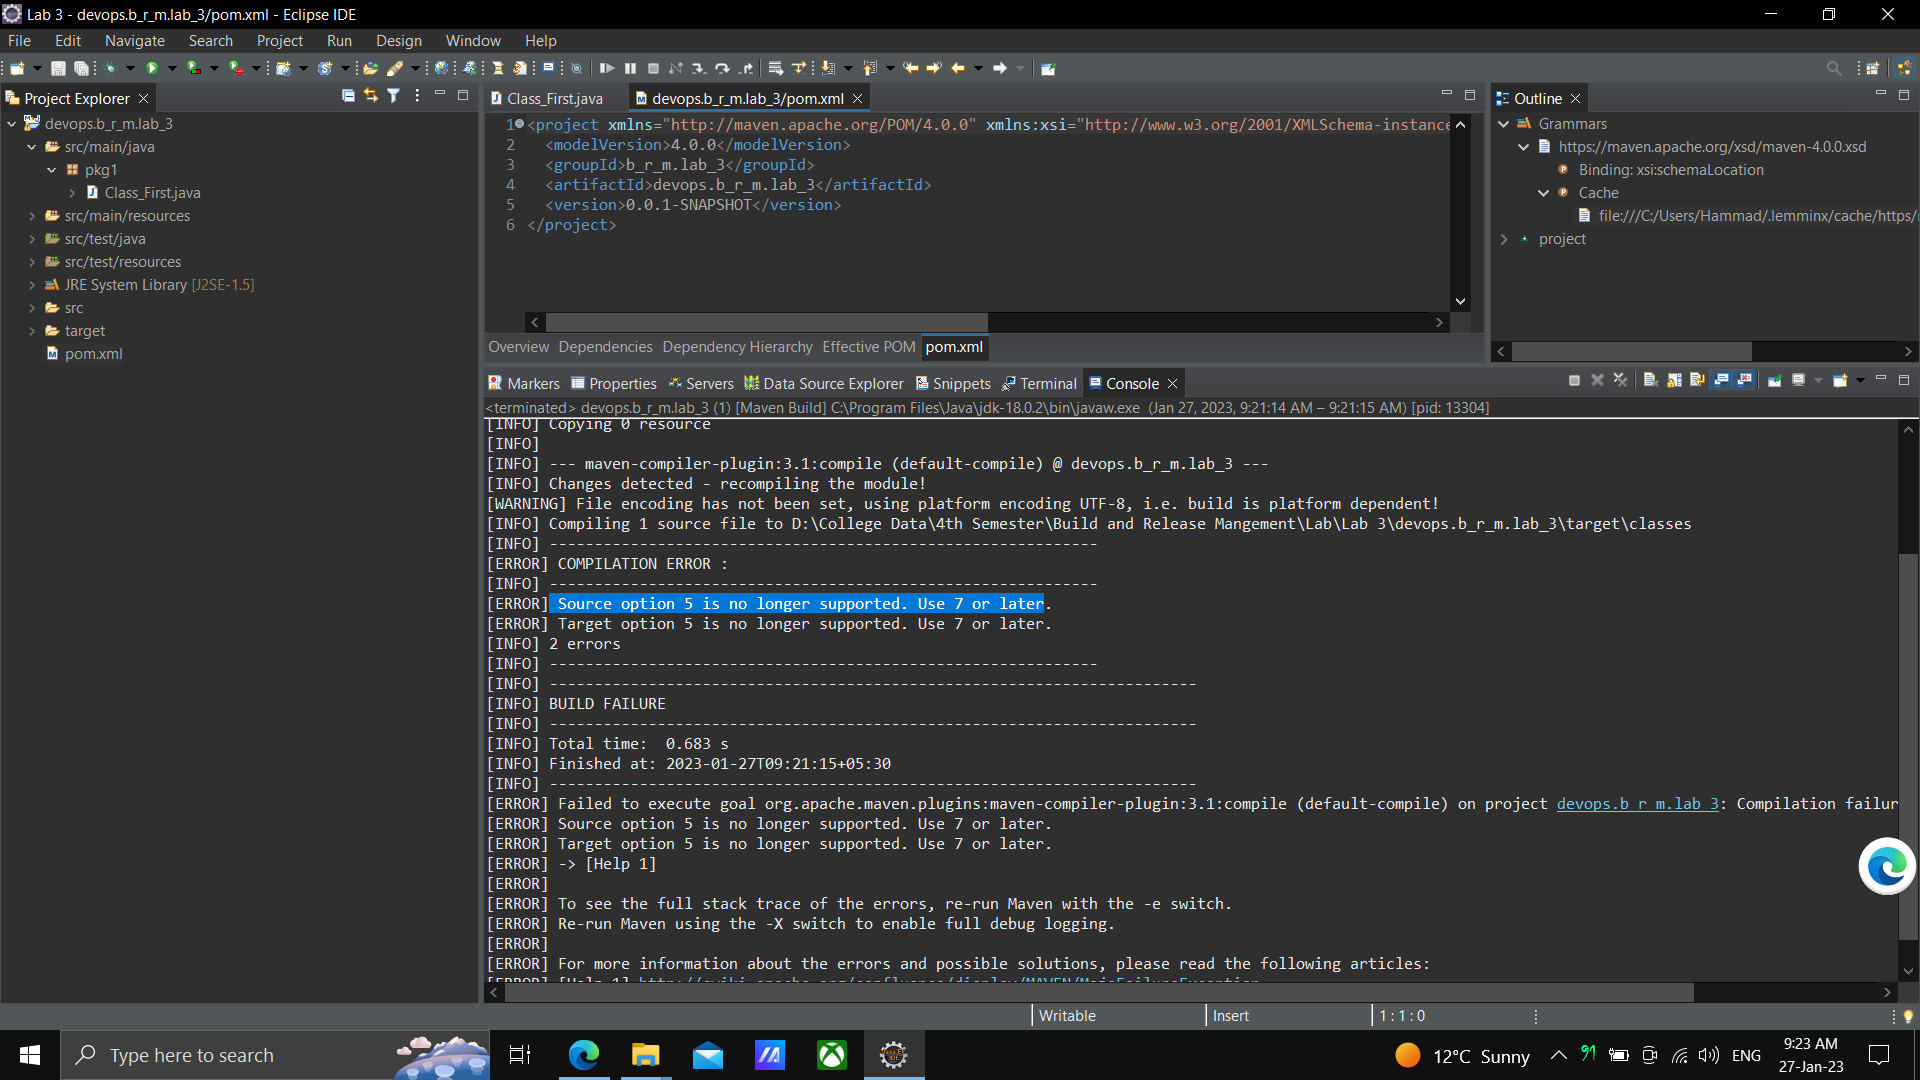 Lab 3 - devops.b_r_m.lab_3/pom.xml - Eclipse IDE
File Edit Navigate Search Project Run Design Window Help
Project Explorer
devops.b_r_m.lab_3
src/main/java
pkg1
Class_First.java
src/main/resources
src/test/java
src/test/resources
JRE System Library [J2SE-1.5]
src
target
pom.xml
Class_First.java devops.b_r_m.lab_3/pom.xml
1 <project xmlns="http://maven.apache.org/POM/4.0.0" xmlns:xsi="http://www.w3.org/2001/XMLSchema-instance
2 <modelVersion>4.0.0</modelVersion>
3 <groupId>b_r_m.lab_3</groupId>
4 <artifactId>devops.b_r_m.lab_3</artifactId>
5 <version>0.0.1-SNAPSHOT</version>
6 </project>
Overview Dependencies Dependency Hierarchy Effective POM pom.xml
Outline
Grammars
https://maven.apache.org/xsd/maven-4.0.0.xsd
Binding: xsi:schemaLocation
Cache
file:///C:/Users/Hammad/.lemminx/cache/https/
project
Markers Properties Servers Data Source Explorer Snippets Terminal Console
<terminated> devops.b_r_m.lab_3 (1) [Maven Build] C:\Program Files\Java\jdk-18.0.2\bin\javaw.exe (Jan 27, 2023, 9:21:14 AM – 9:21:15 AM) [pid: 13304]
[INFO] Copying 0 resource
[INFO]
[INFO] --- maven-compiler-plugin:3.1:compile (default-compile) @ devops.b_r_m.lab_3 ---
[INFO] Changes detected - recompiling the module!
[WARNING] File encoding has not been set, using platform encoding UTF-8, i.e. build is platform dependent!
[INFO] Compiling 1 source file to D:\College Data\4th Semester\Build and Release Mangement\Lab\Lab 3\devops.b_r_m.lab_3\target\classes
[INFO] -------------------------------------------------------------
[ERROR] COMPILATION ERROR :
[INFO] -------------------------------------------------------------
[ERROR] Source option 5 is no longer supported. Use 7 or later.
[ERROR] Target option 5 is no longer supported. Use 7 or later.
[INFO] 2 errors
[INFO] -------------------------------------------------------------
[INFO] ------------------------------------------------------------------------
[INFO] BUILD FAILURE
[INFO] ------------------------------------------------------------------------
[INFO] Total time:  0.683 s
[INFO] Finished at: 2023-01-27T09:21:15+05:30
[INFO] ------------------------------------------------------------------------
[ERROR] Failed to execute goal org.apache.maven.plugins:maven-compiler-plugin:3.1:compile (default-compile) on project devops.b_r_m.lab_3: Compilation failur
[ERROR] Source option 5 is no longer supported. Use 7 or later.
[ERROR] Target option 5 is no longer supported. Use 7 or later.
[ERROR] -> [Help 1]
[ERROR]
[ERROR] To see the full stack trace of the errors, re-run Maven with the -e switch.
[ERROR] Re-run Maven using the -X switch to enable full debug logging.
[ERROR]
[ERROR] For more information about the errors and possible solutions, please read the following articles:
[ERROR] [Help 1] http://cwiki.apache.org/confluence/display/MAVEN/MojoFailureException
Writable Insert 1 : 1 : 0
Type here to search
12°C Sunny
91
ENG
9:23 AM
27-Jan-23